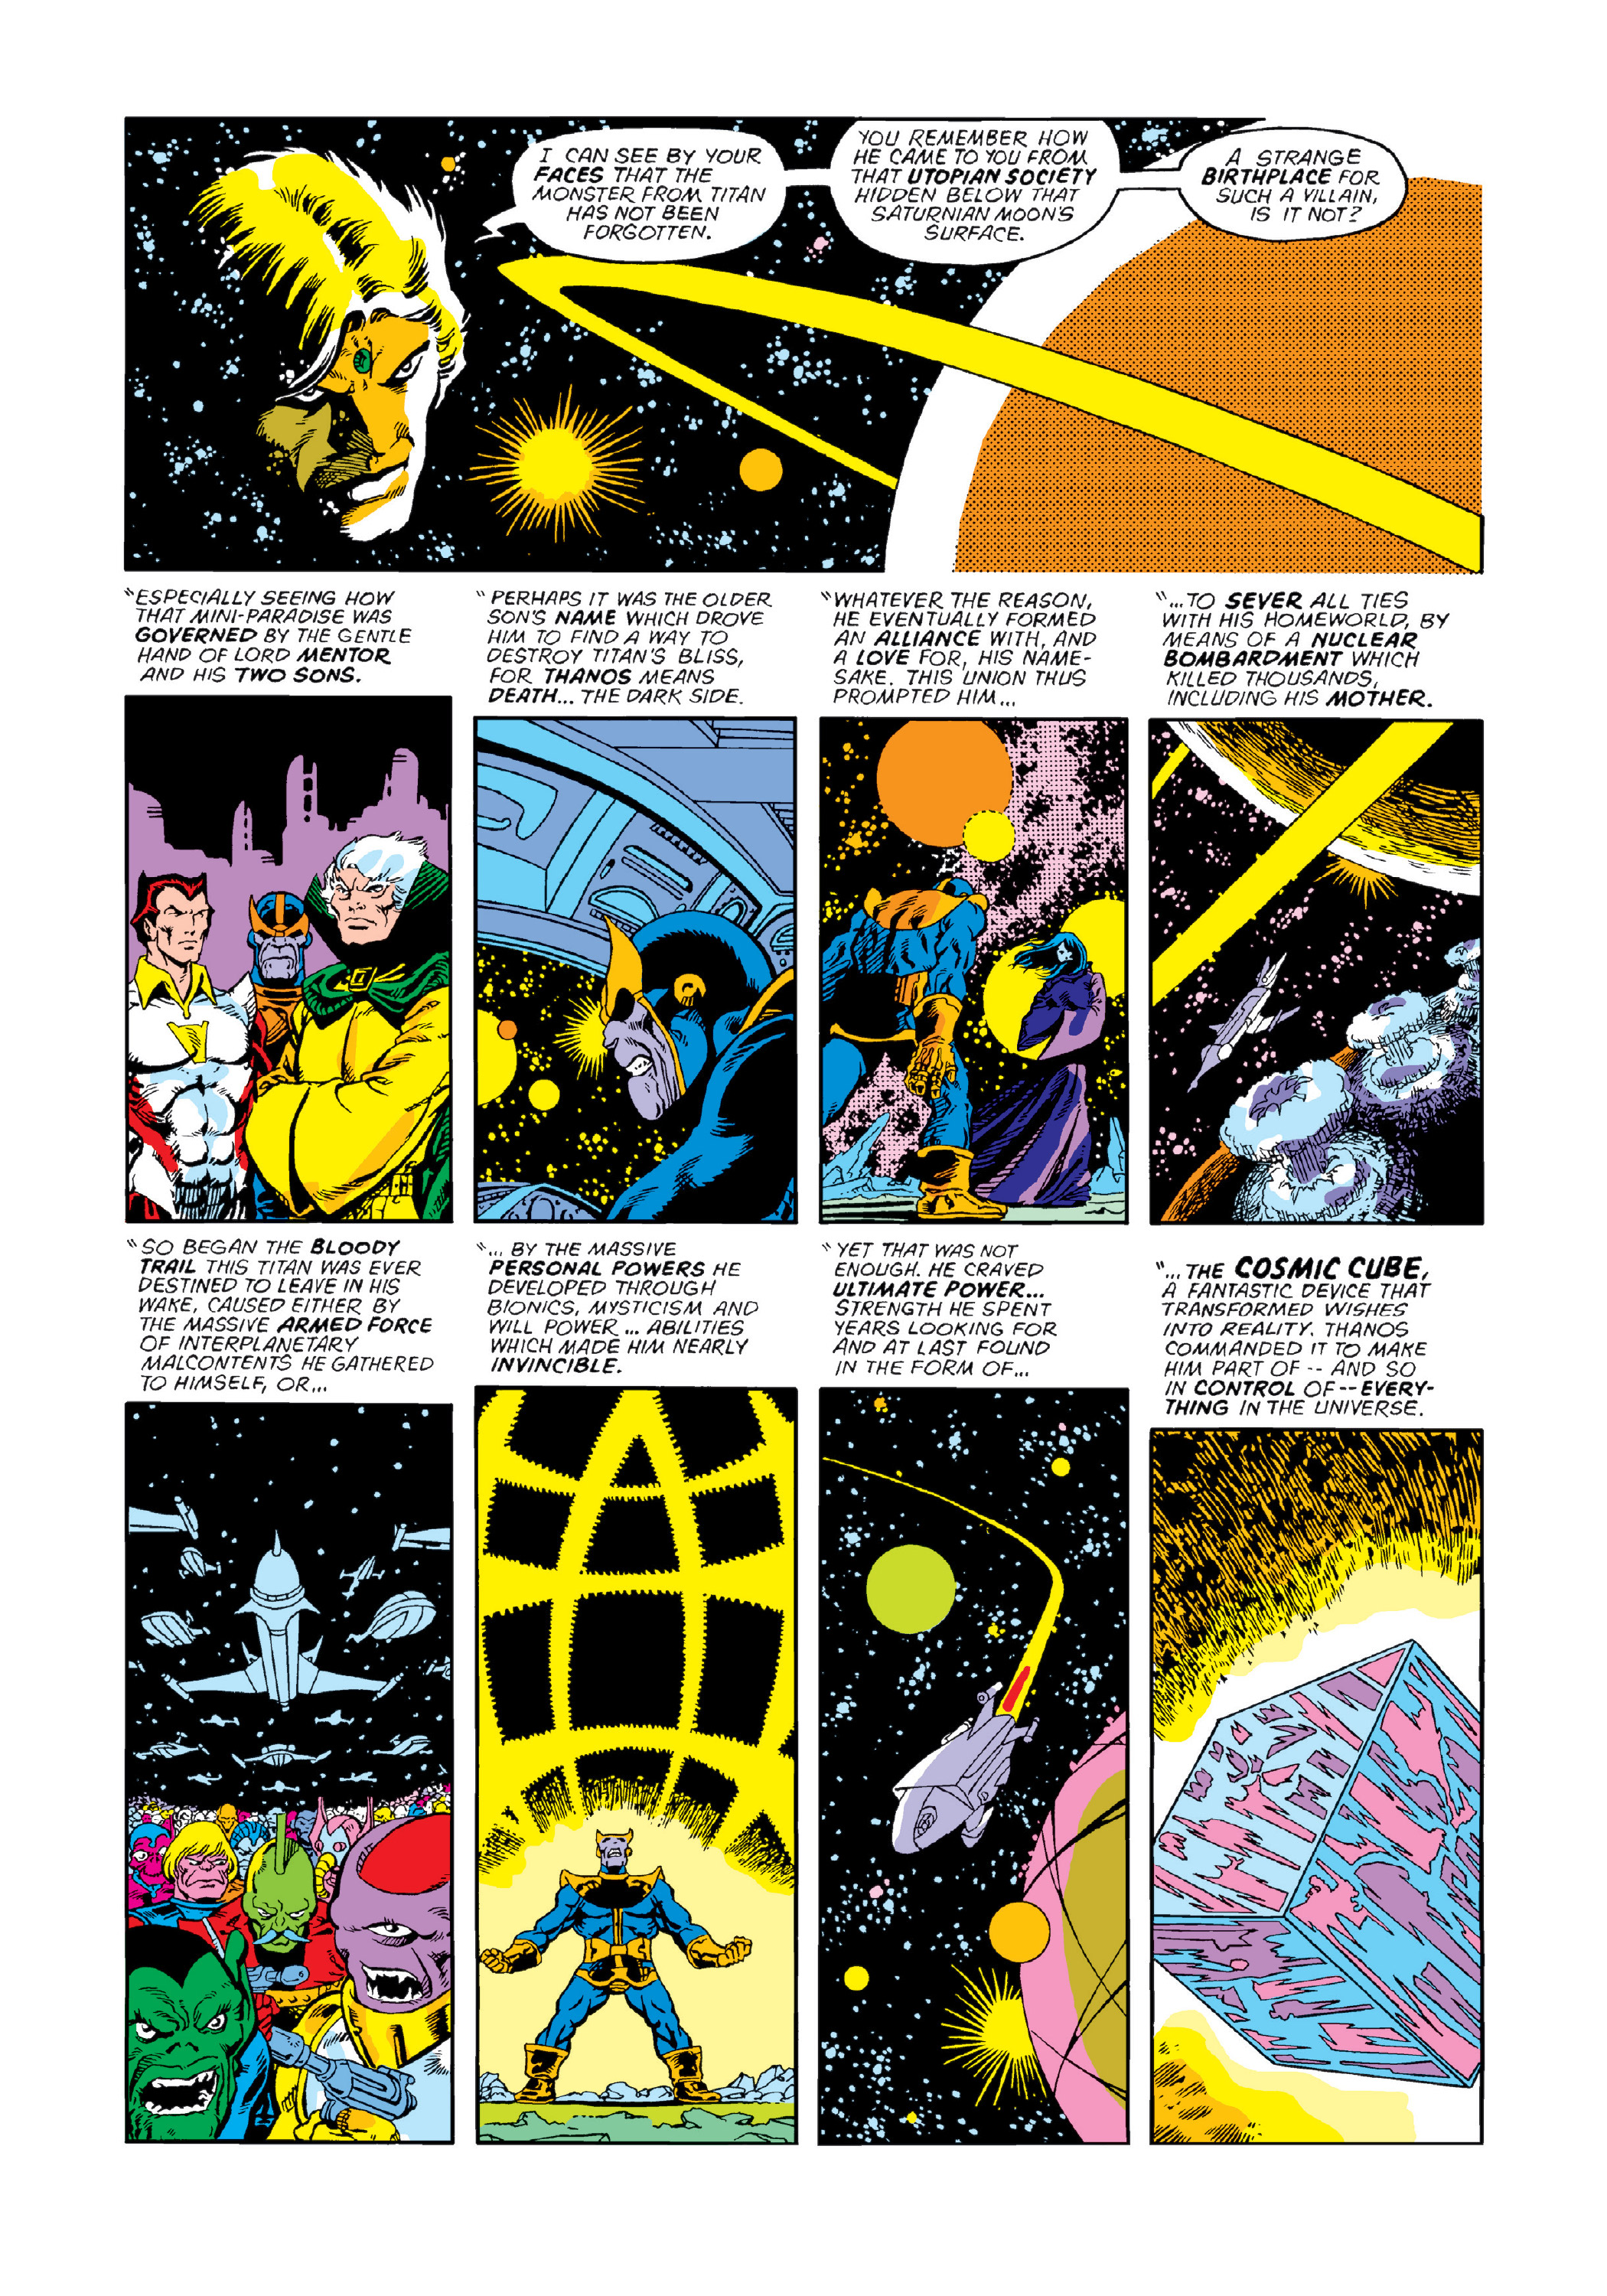 I CAN SEE BY YOUR
FACES THAT THE
MONSTER FROM TITAN
HAS NOT BEEN
FORGOTTEN.
YOU REMEMBER HOW
HE CAME TO YOU FROM
THAT UTOPIAN SOCIETY
HIDDEN BELOW THAT
SATURNIAN MOON'S
SURFACE.
A STRANGE
BIRTHPLACE FOR
SUCH A VILLAIN,
IS IT NOT?
"ESPECIALLY SEEING HOW
THAT MINI-PARADISE WAS
GOVERNED BY THE GENTLE
HAND OF LORD MENTOR
AND HIS TWO SONS.
"PERHAPS IT WAS THE OLDER
SON'S NAME WHICH DROVE
HIM TO FIND A WAY TO
DESTROY TITAN'S BLISS,
FOR THANOS MEANS
DEATH... THE DARK SIDE.
"WHATEVER THE REASON,
HE EVENTUALLY FORMED
AN ALLIANCE WITH, AND
A LOVE FOR, HIS NAME-
SAKE. THIS UNION THUS
PROMPTED HIM...
"...TO SEVER ALL TIES
WITH HIS HOMEWORLD, BY
MEANS OF A NUCLEAR
BOMBARDMENT WHICH
KILLED THOUSANDS,
INCLUDING HIS MOTHER.
"SO BEGAN THE BLOODY
TRAIL THIS TITAN WAS EVER
DESTINED TO LEAVE IN HIS
WAKE, CAUSED EITHER BY
THE MASSIVE ARMED FORCE
OF INTERPLANETARY
MALCONTENTS HE GATHERED
TO HIMSELF, OR...
"... BY THE MASSIVE
PERSONAL POWERS HE
DEVELOPED THROUGH
BIONICS, MYSTICISM AND
WILL POWER... ABILITIES
WHICH MADE HIM NEARLY
INVINCIBLE.
"YET THAT WAS NOT
ENOUGH. HE CRAVED
ULTIMATE POWER...
STRENGTH HE SPENT
YEARS LOOKING FOR
AND AT LAST FOUND
IN THE FORM OF...
"...THE COSMIC CUBE,
A FANTASTIC DEVICE THAT
TRANSFORMED WISHES
INTO REALITY. THANOS
COMMANDED IT TO MAKE
HIM PART OF -- AND SO
IN CONTROL OF -- EVERY-
THING IN THE UNIVERSE.